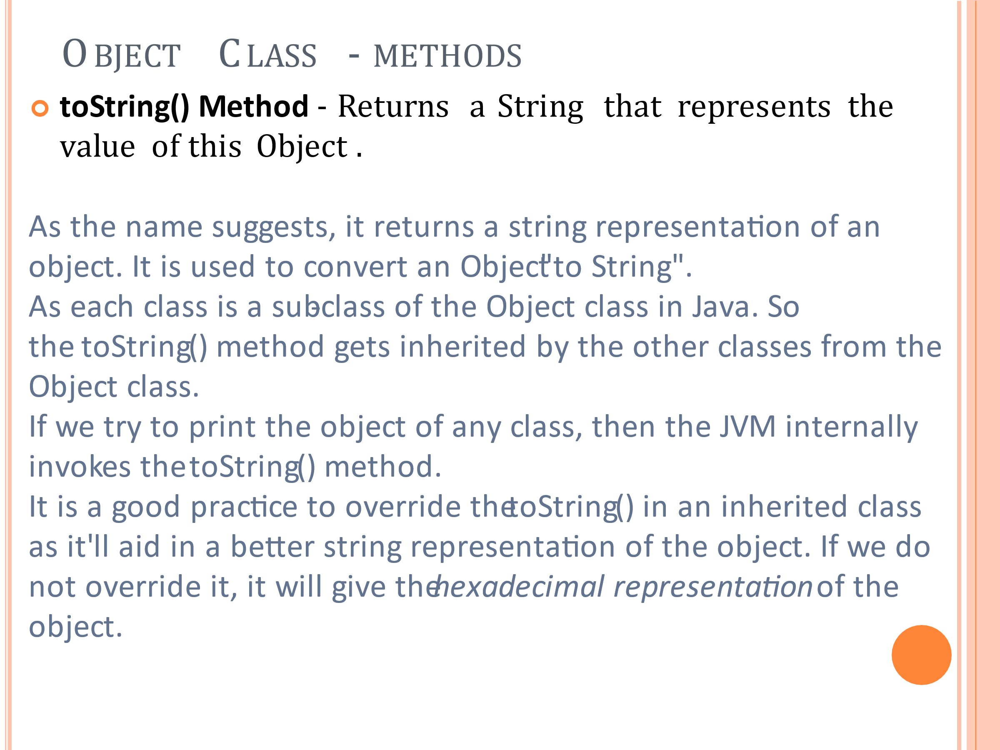 OBJECT CLASS - METHODS
toString() Method - Returns a String that represents the
value of this Object .
As the name suggests, it returns a string representation of an
object. It is used to convert an Object "to String".
As each class is a sub-class of the Object class in Java. So
the toString() method gets inherited by the other classes from the
Object class.
If we try to print the object of any class, then the JVM internally
invokes the toString() method.
It is a good practice to override the toString() in an inherited class
as it'll aid in a better string representation of the object. If we do
not override it, it will give the hexadecimal representation of the
object.